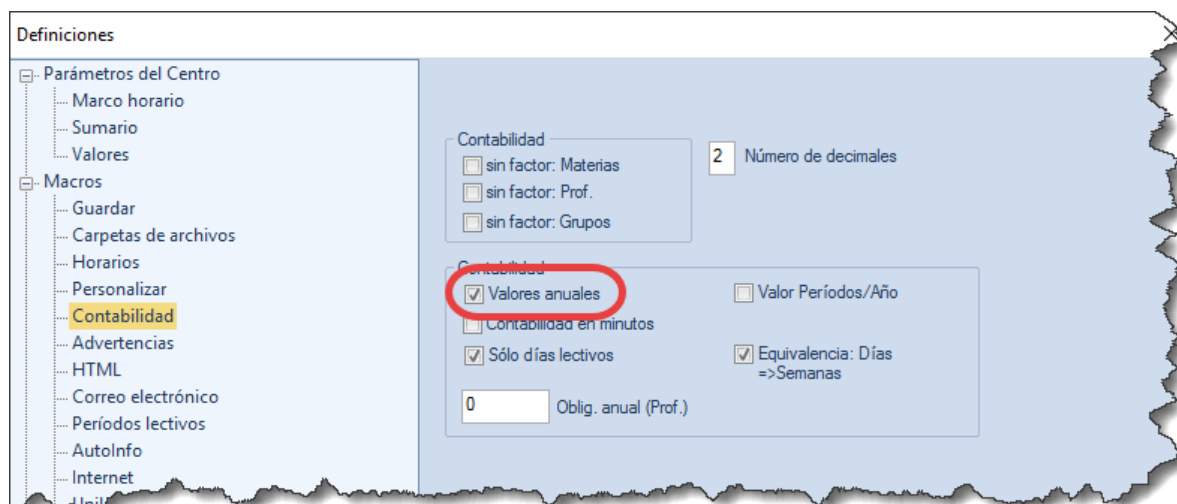 Definiciones
Parámetros del Centro
Marco horario
Sumario
Valores
Macros
Guardar
Carpetas de archivos
Horarios
Personalizar
Contabilidad
Advertencias
HTML
Correo electrónico
Períodos lectivos
AutoInfo
Internet
Contabilidad
sin factor: Materias
sin factor: Prof.
sin factor: Grupos
2 Número de decimales
Contabilidad
Valores anuales
Valor Períodos/Año
Contabilidad en minutos
Sólo días lectivos
Equivalencia: Días
=>Semanas
0 Oblig. anual (Prof.)